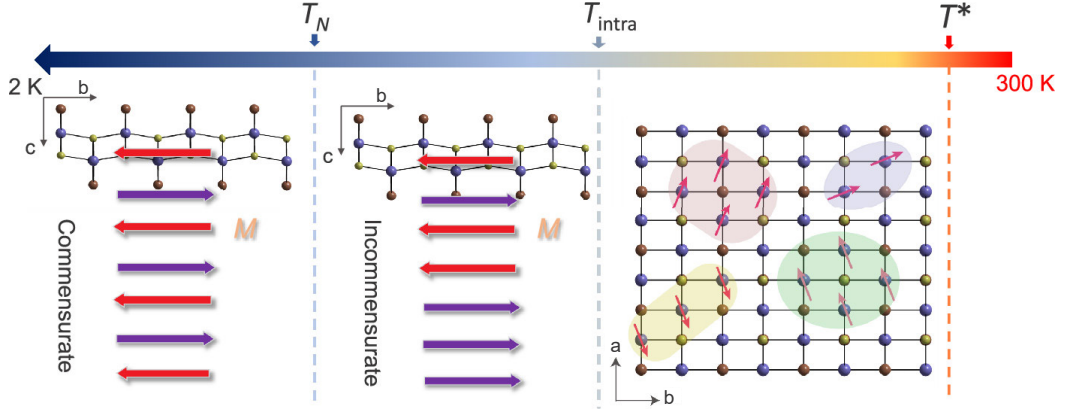 T_N
T_intra
T*
2 K
300 K
b
c
b
c
M
M
Commensurate
Incommensurate
a
b